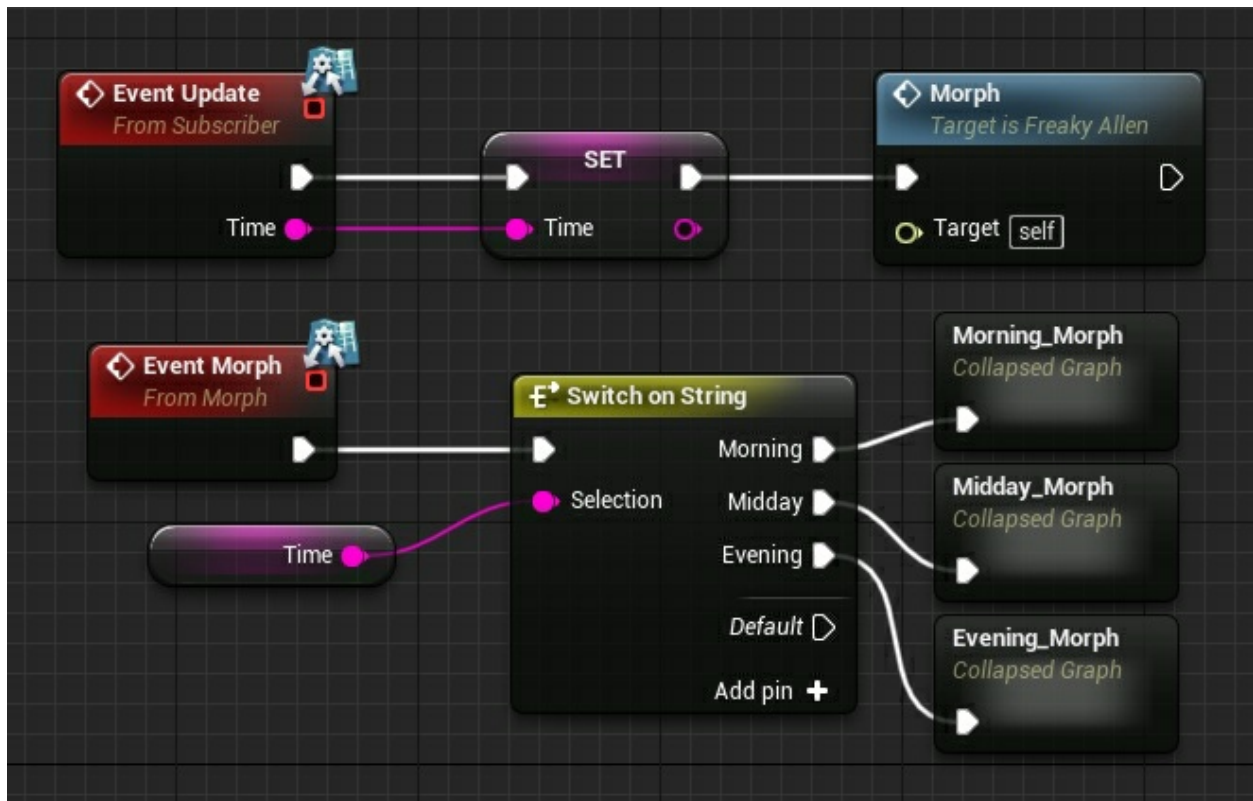 Event Update
From Subscriber
Time
SET
Time
Morph
Target is Freaky Allen
Target self
Event Morph
From Morph
Time
Switch on String
Selection
Morning
Midday
Evening
Default
Add pin
Morning_Morph
Collapsed Graph
Midday_Morph
Collapsed Graph
Evening_Morph
Collapsed Graph